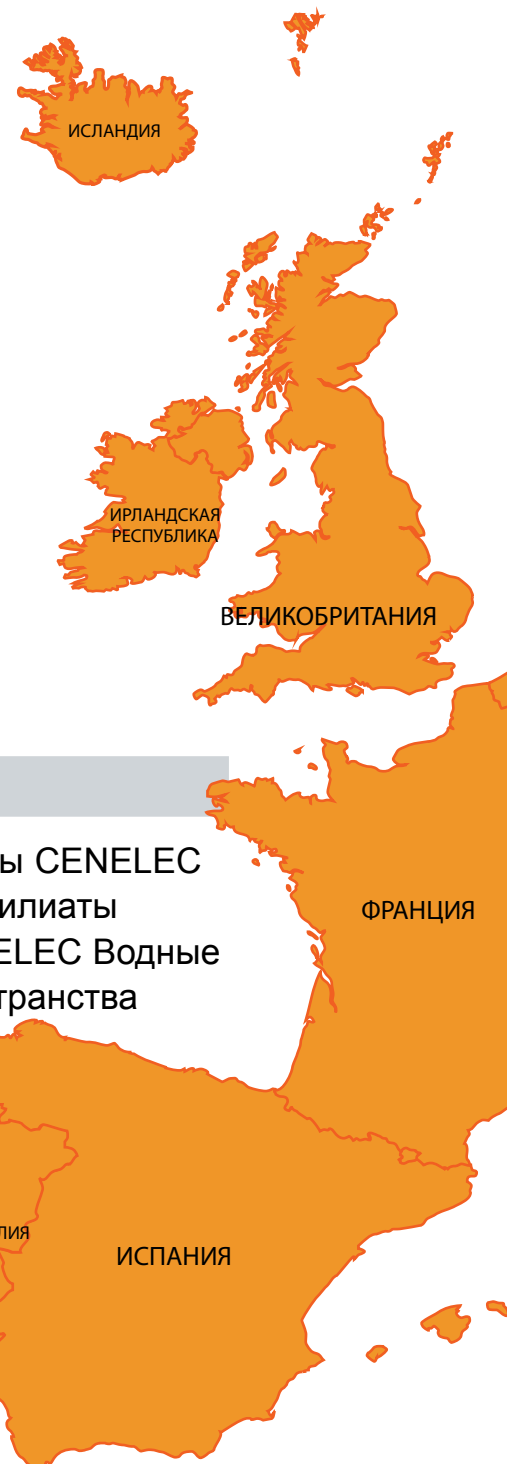 ИСЛАНДИЯ
ИРЛАНДСКАЯ
РЕСПУБЛИКА
ВЕЛИКОБРИТАНИЯ
ы CENELEC
илиаты
ELEC Водные
транства
ФРАНЦИЯ
ЛИЯ
ИСПАНИЯ